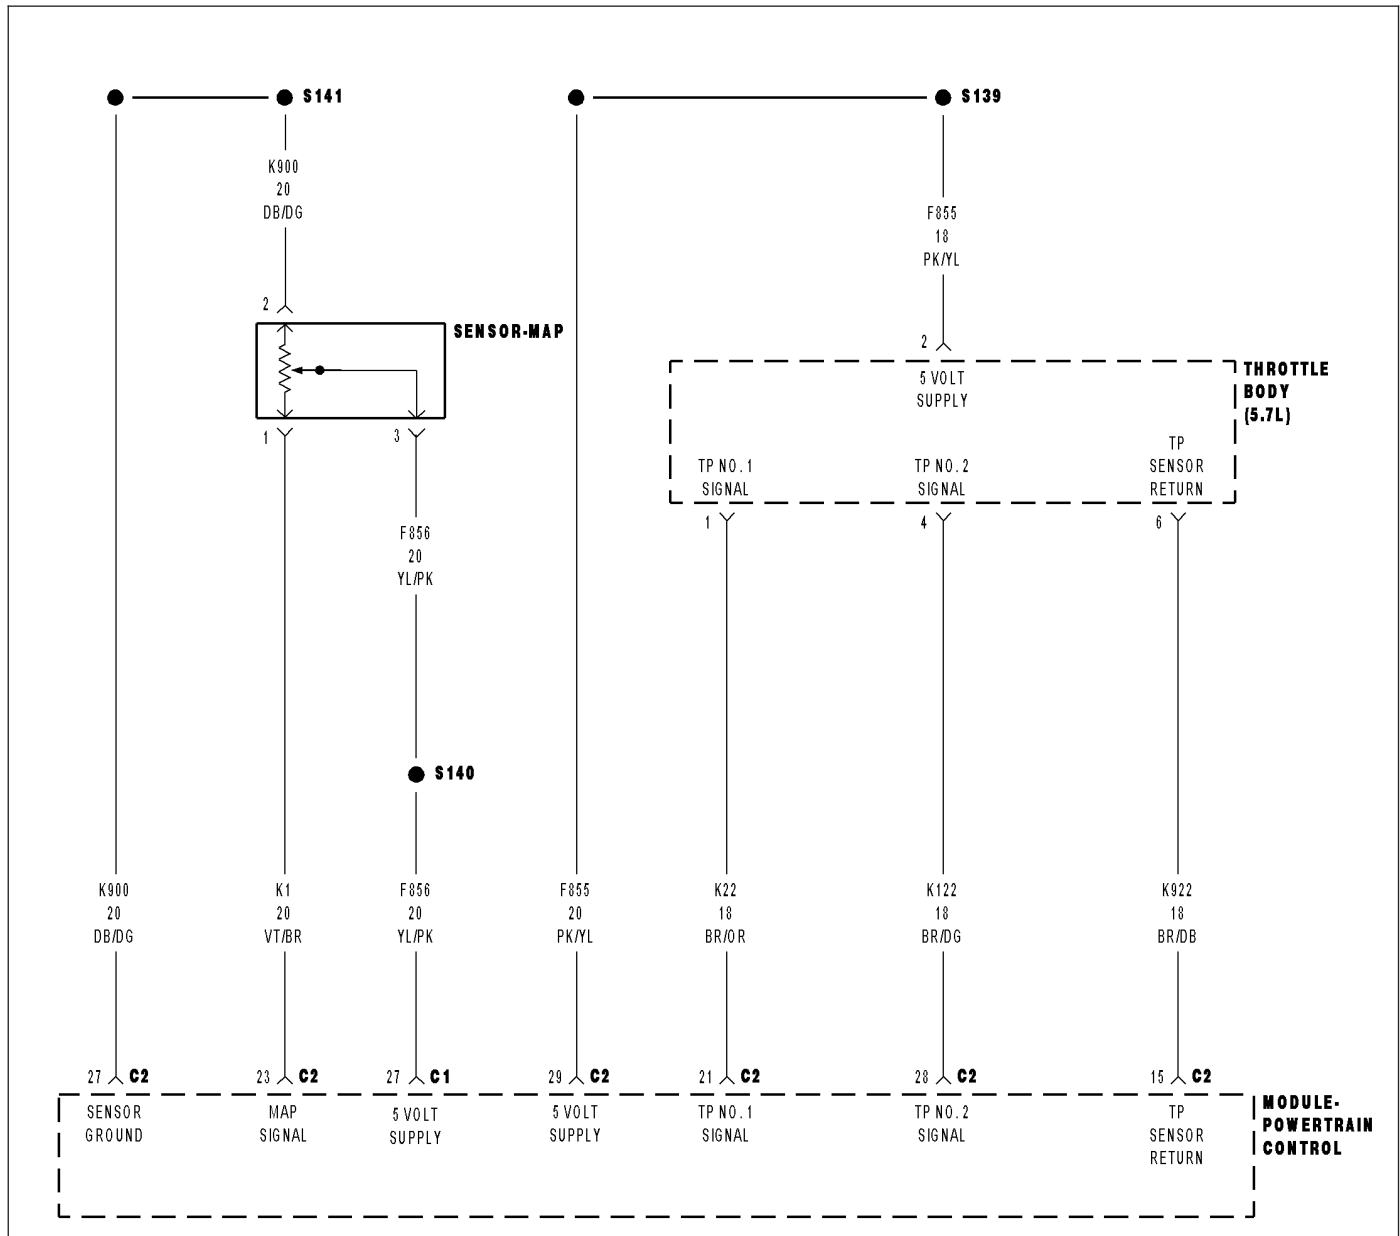 S141
S139
K900
20
DB/DG
F855
18
PK/YL
2
SENSOR-MAP
1
3
2
5 VOLT
SUPPLY
THROTTLE
BODY
(5.7L)
TP NO. 1
SIGNAL
TP NO. 2
SIGNAL
TP
SENSOR
RETURN
1
4
6
F856
20
YL/PK
S140
K900
20
DB/DG
K1
20
VT/BR
F856
20
YL/PK
F855
20
PK/YL
K22
18
BR/OR
K122
18
BR/DG
K922
18
BR/DB
27 C2
23 C2
27 C1
29 C2
21 C2
28 C2
15 C2
SENSOR
GROUND
MAP
SIGNAL
5 VOLT
SUPPLY
5 VOLT
SUPPLY
TP NO. 1
SIGNAL
TP NO. 2
SIGNAL
TP
SENSOR
RETURN
MODULE-
POWERTRAIN
CONTROL